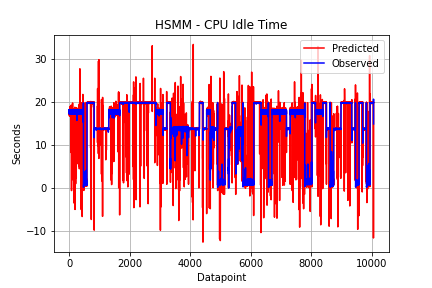 HSMM - CPU Idle Time
Predicted
Observed
30
20
10
0
−10
Seconds
0 2000 4000 6000 8000 10000
Datapoint